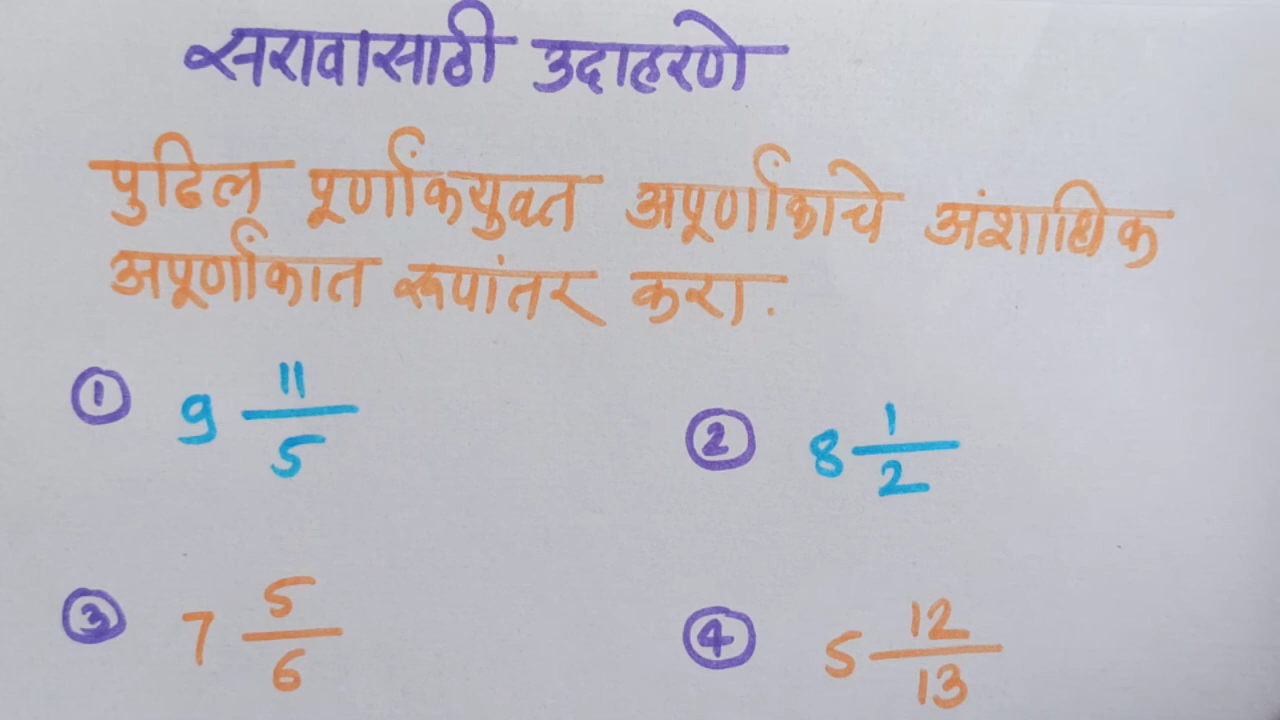 सरावासाठी उदाहरणे
पुढिल पूर्णांकयुक्त अपूर्णांकाचे अंशाधिक
अपूर्णांकात रूपांतर करा.
① 9 11/5
② 8 1/2
③ 7 5/6
④ 5 12/13